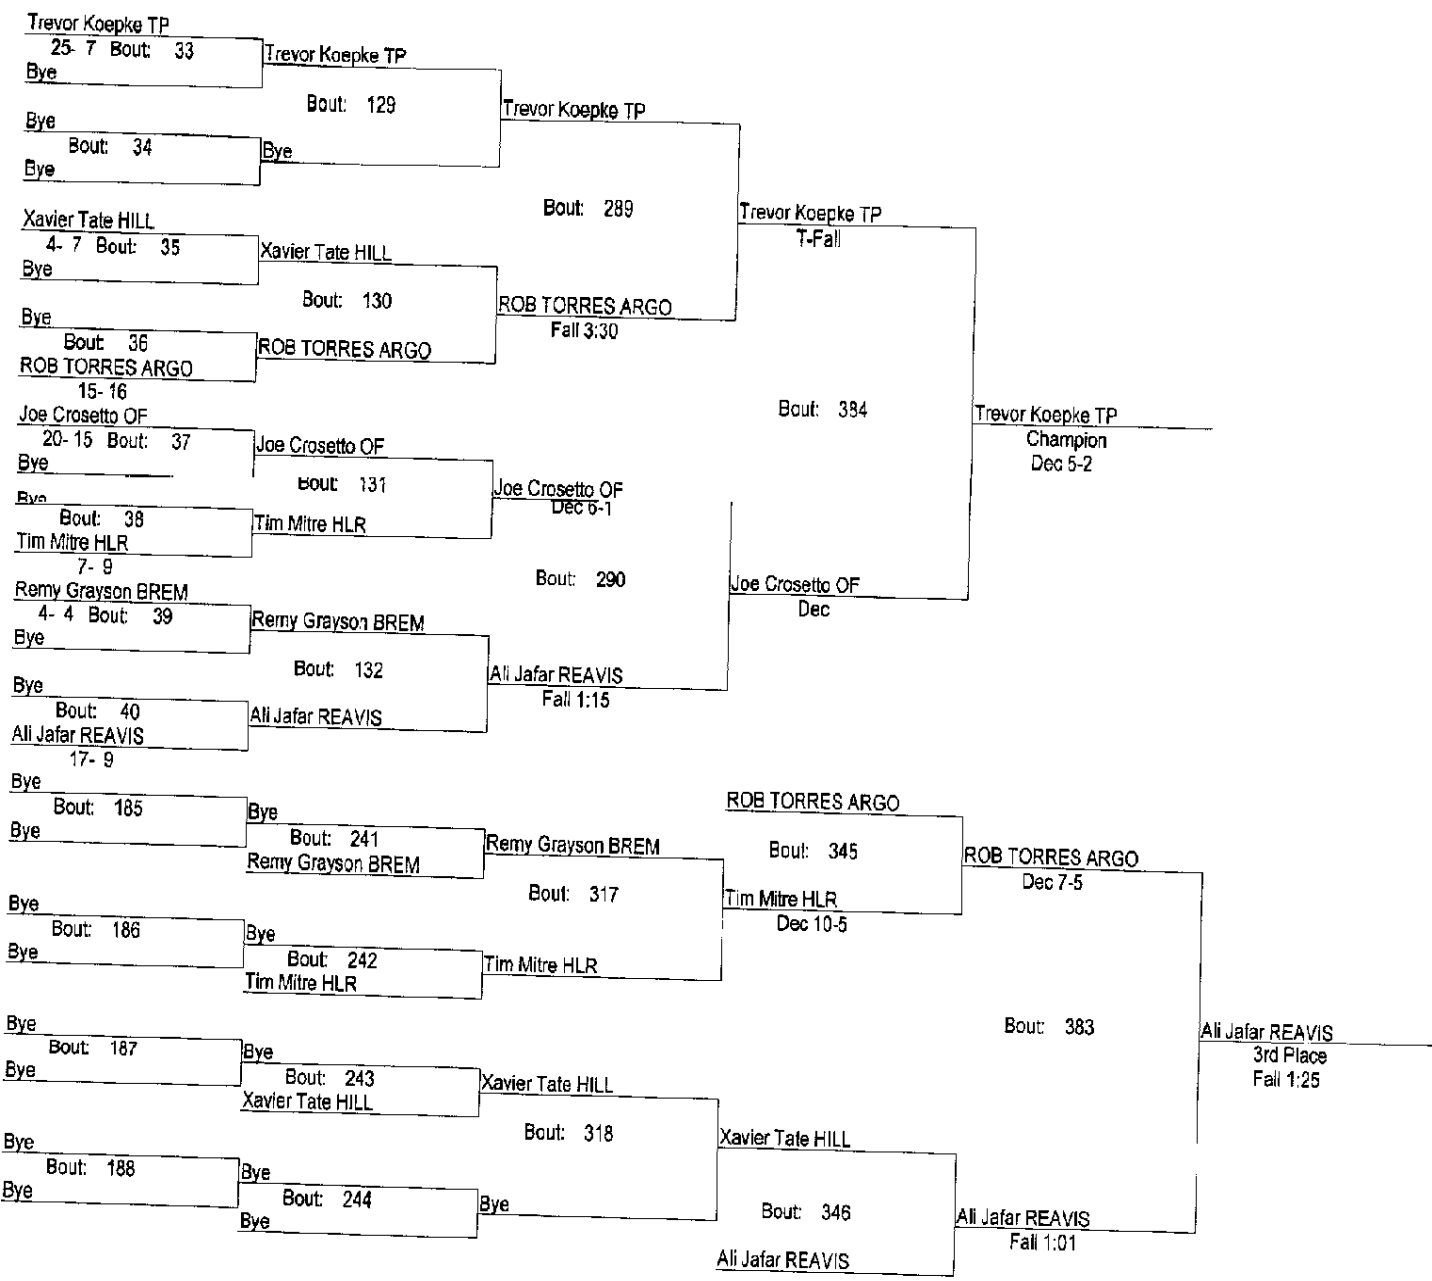 Trevor Koepke TP
25- 7 Bout: 33
Bye
Trevor Koepke TP
Bout: 129
Bye
Bout: 34
Bye
Bye
Trevor Koepke TP
Bout: 289
Xavier Tate HILL
4- 7 Bout: 35
Bye
Xavier Tate HILL
Bout: 130
Bye
Bout: 36
ROB TORRES ARGO
15- 16
ROB TORRES ARGO
ROB TORRES ARGO
Fall 3:30
Trevor Koepke TP
T-Fall
Bout: 384
Joe Crosetto OF
20- 15 Bout: 37
Bye
Joe Crosetto OF
Bout: 131
Bye
Bout: 38
Tim Mitre HLR
7- 9
Tim Mitre HLR
Joe Crosetto OF
Dec 6-1
Bout: 290
Remy Grayson BREM
4- 4 Bout: 39
Bye
Remy Grayson BREM
Bout: 132
Bye
Bout: 40
Ali Jafar REAVIS
17- 9
Ali Jafar REAVIS
Ali Jafar REAVIS
Fall 1:15
Joe Crosetto OF
Dec
Trevor Koepke TP
Champion
Dec 5-2
Bye
Bout: 185
Bye
Bye
Bout: 241
Remy Grayson BREM
Remy Grayson BREM
Bout: 317
Bye
Bout: 186
Bye
Bye
Bout: 242
Tim Mitre HLR
Tim Mitre HLR
ROB TORRES ARGO
Bout: 345
Tim Mitre HLR
Dec 10-5
ROB TORRES ARGO
Dec 7-5
Bout: 383
Bye
Bout: 187
Bye
Bye
Bout: 243
Xavier Tate HILL
Xavier Tate HILL
Bout: 318
Bye
Bout: 188
Bye
Bye
Bout: 244
Bye
Bye
Xavier Tate HILL
Bout: 346
Ali Jafar REAVIS
Ali Jafar REAVIS
Fall 1:01
Ali Jafar REAVIS
3rd Place
Fall 1:25